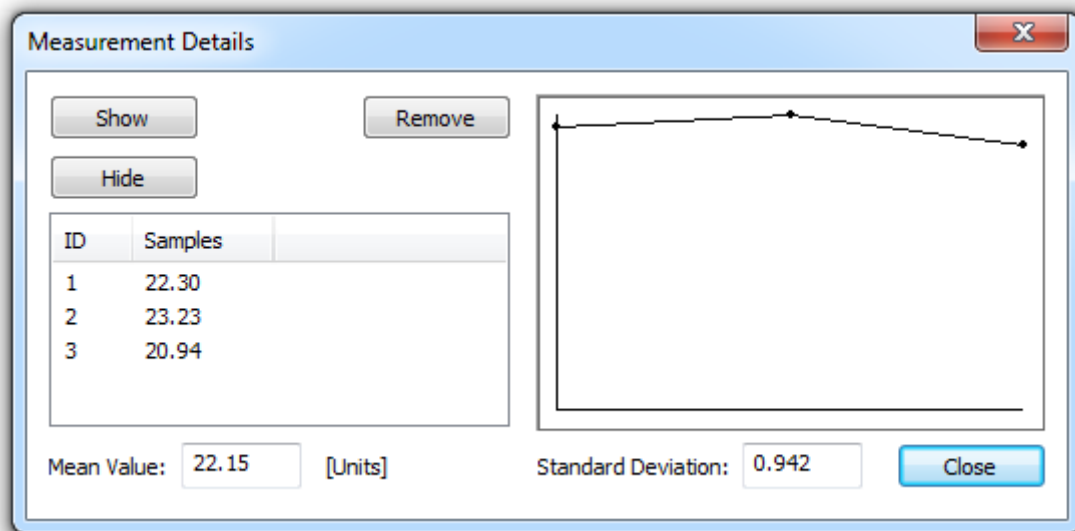 Measurement Details
Show
Remove
Hide
ID Samples
1 22.30
2 23.23
3 20.94
Mean Value: 22.15 [Units]
Standard Deviation: 0.942
Close